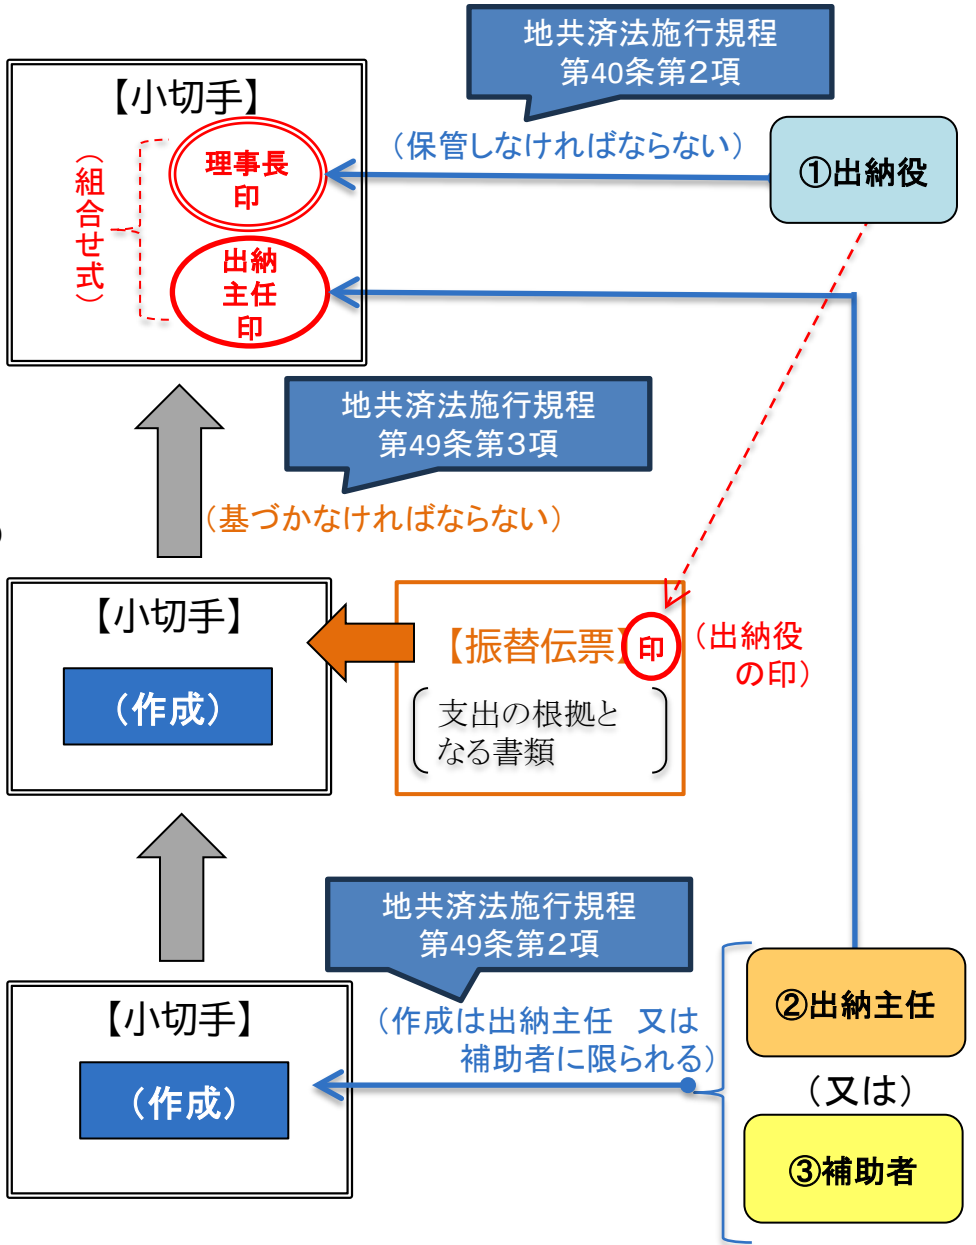 地共済法施行規程
第40条第2項
【小切手】
（保管しなければならない）
①出納役
理事長
印
（組合せ式）
出納
主任
印
地共済法施行規程
第49条第3項
（基づかなければならない）
）
【小切手】
（作成）
【振替伝票】
印
（出納役
の印）
支出の根拠と
なる書類
地共済法施行規程
第49条第2項
【小切手】
（作成は出納主任　又は
補助者に限られる）
（作成）
②出納主任
（又は）
③補助者